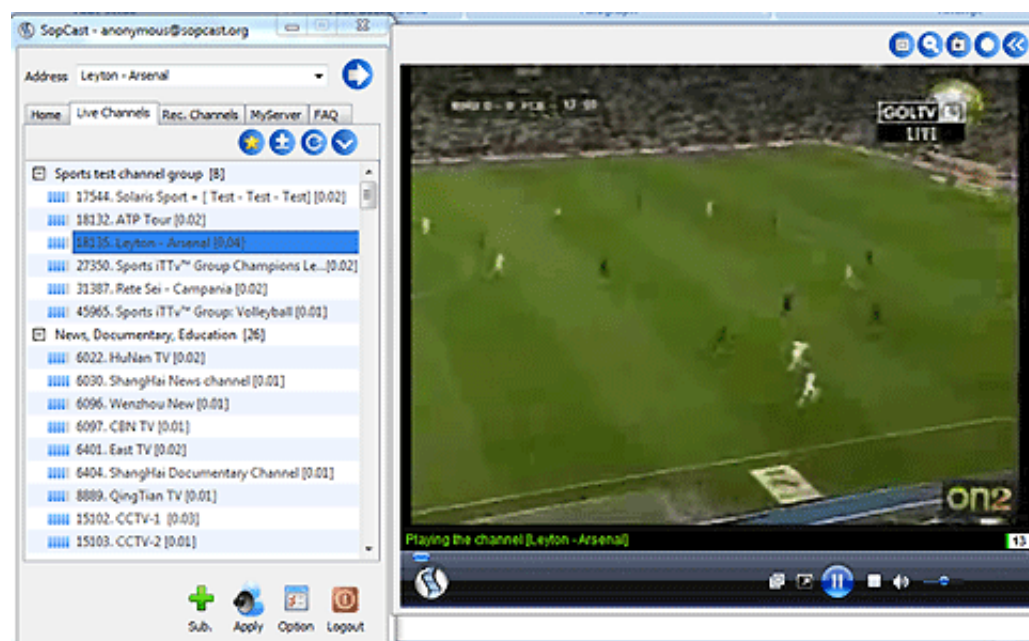 SopCast - anonymous@sopcast.org
Address Leyton - Arsenal
Home Live Channels Rec. Channels MyServer FAQ
Sports test channel group [8]
17544. Solaris Sport + [ Test - Test - Test] [0.02]
18132. ATP Tour [0.02]
18135. Leyton - Arsenal [0.04]
27350. Sports iTTv™ Group Champions Le...[0.02]
31387. Rete Sei - Campania [0.02]
45965. Sports iTTv™ Group: Volleyball [0.01]
News, Documentary, Education [26]
6022. HuNan TV [0.02]
6030. ShangHai News channel [0.01]
6096. Wenzhou New [0.01]
6097. CBN TV [0.01]
6401. East TV [0.02]
6404. ShangHai Documentary Channel [0.01]
8889. QingTian TV [0.01]
15102. CCTV-1 [0.03]
15103. CCTV-2 [0.01]
Sub. Apply Option Logout
GOLTV
LIVE
on2
Playing the channel [Leyton - Arsenal]
13